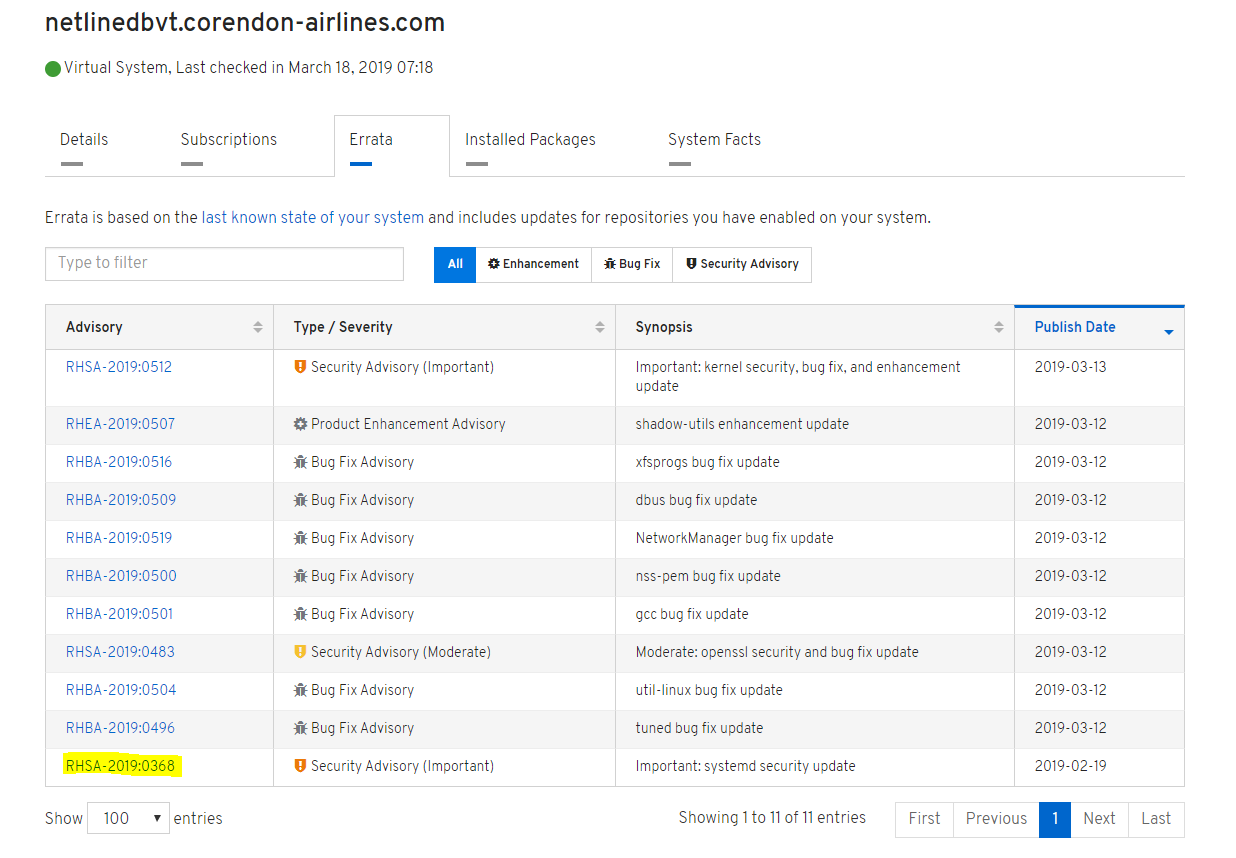 netlinedbvt.corendon-airlines.com
Virtual System, Last checked in March 18, 2019 07:18
Details Subscriptions Errata Installed Packages System Facts
Errata is based on the last known state of your system and includes updates for repositories you have enabled on your system.
Type to filter All Enhancement Bug Fix Security Advisory
Advisory Type / Severity Synopsis Publish Date
RHSA-2019:0512 Security Advisory (Important) Important: kernel security, bug fix, and enhancement 2019-03-13
update
RHEA-2019:0507 Product Enhancement Advisory shadow-utils enhancement update 2019-03-12
RHBA-2019:0516 Bug Fix Advisory xfsprogs bug fix update 2019-03-12
RHBA-2019:0509 Bug Fix Advisory dbus bug fix update 2019-03-12
RHBA-2019:0519 Bug Fix Advisory NetworkManager bug fix update 2019-03-12
RHBA-2019:0500 Bug Fix Advisory nss-pem bug fix update 2019-03-12
RHBA-2019:0501 Bug Fix Advisory gcc bug fix update 2019-03-12
RHSA-2019:0483 Security Advisory (Moderate) Moderate: openssl security and bug fix update 2019-03-12
RHBA-2019:0504 Bug Fix Advisory util-linux bug fix update 2019-03-12
RHBA-2019:0496 Bug Fix Advisory tuned bug fix update 2019-03-12
RHSA-2019:0368 Security Advisory (Important) Important: systemd security update 2019-02-19
Show 100 entries Showing 1 to 11 of 11 entries First Previous 1 Next Last